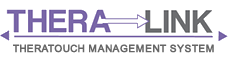 THERA LINK
THERATOUCH MANAGEMENT SYSTEM